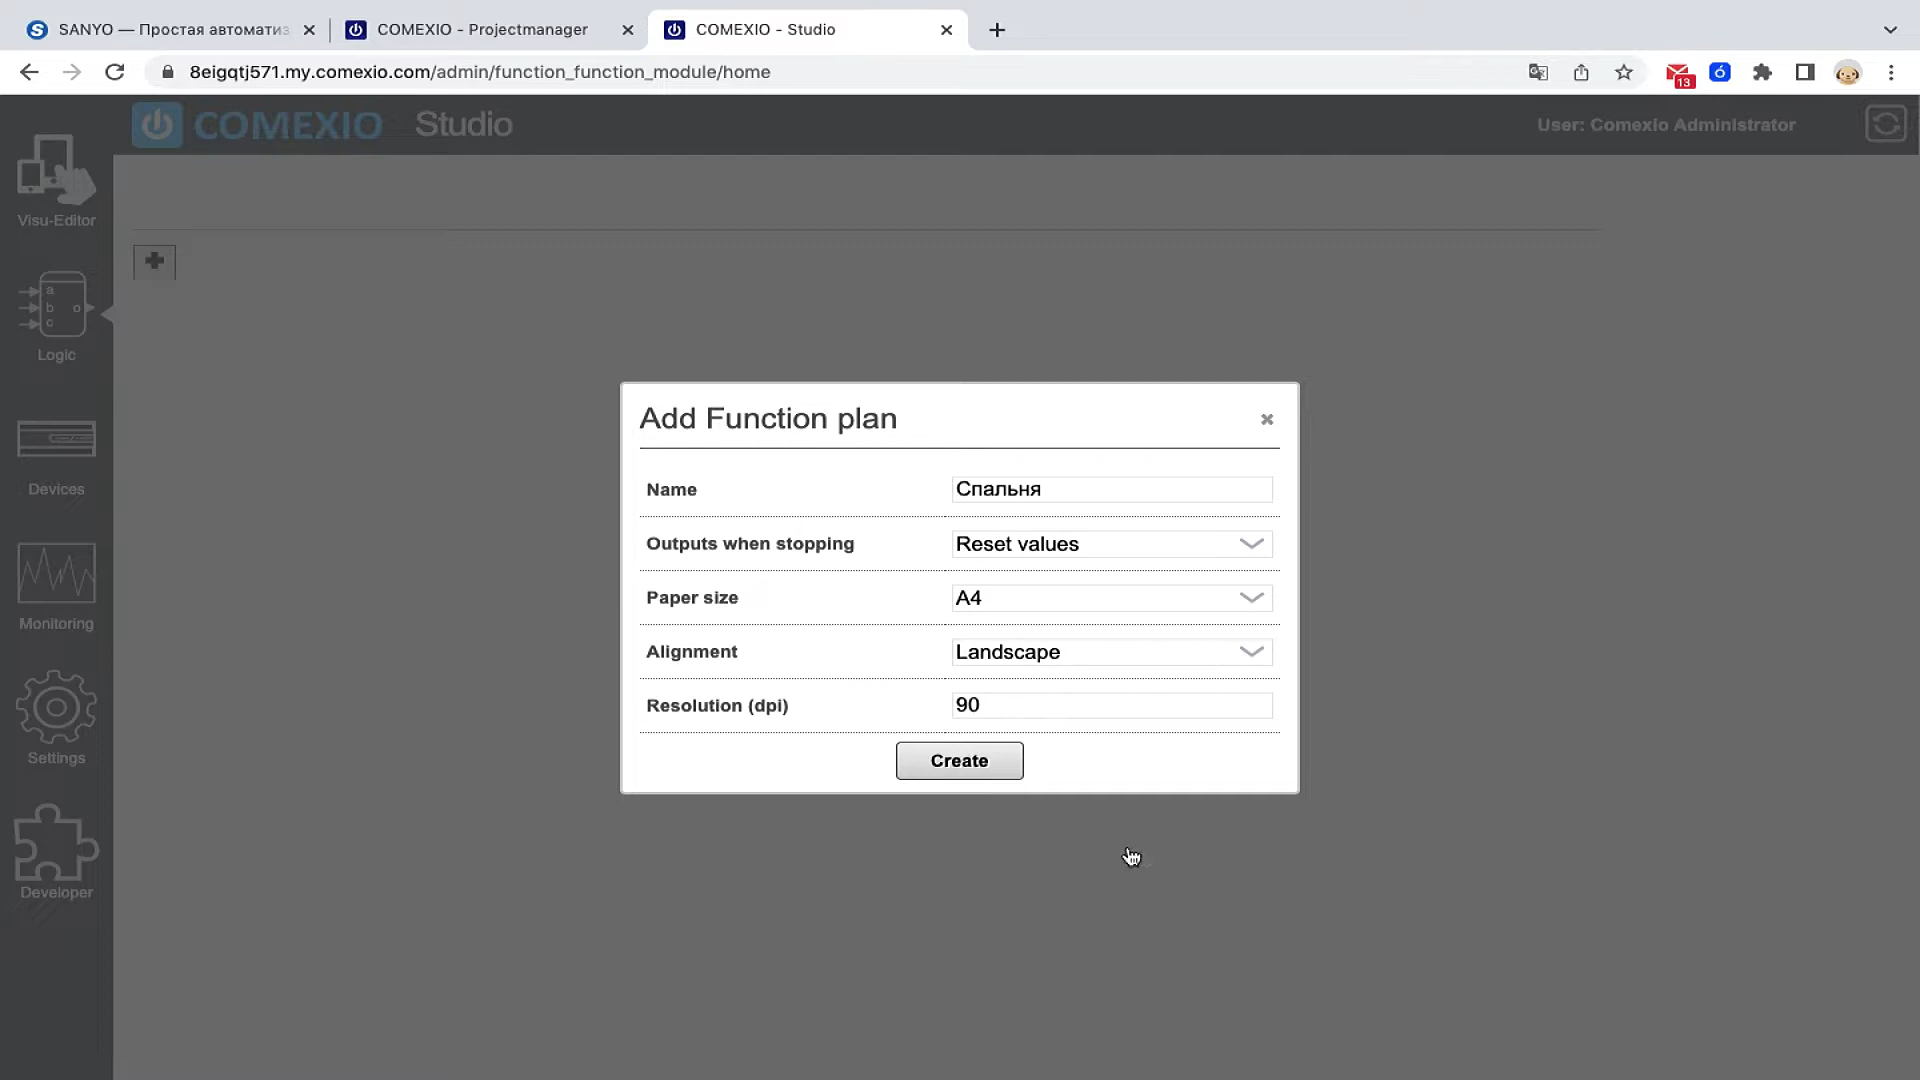 SANYO — Простая автоматиз
COMEXIO - Projectmanager
COMEXIO - Studio
8eigqtj571.my.comexio.com/admin/function_function_module/home
13
COMEXIO Studio
User: Comexio Administrator
Visu-Editor
a
b o
c
Logic
Devices
Monitoring
Settings
Developer
Add Function plan
Name Спальня
Outputs when stopping Reset values
Paper size A4
Alignment Landscape
Resolution (dpi) 90
Create